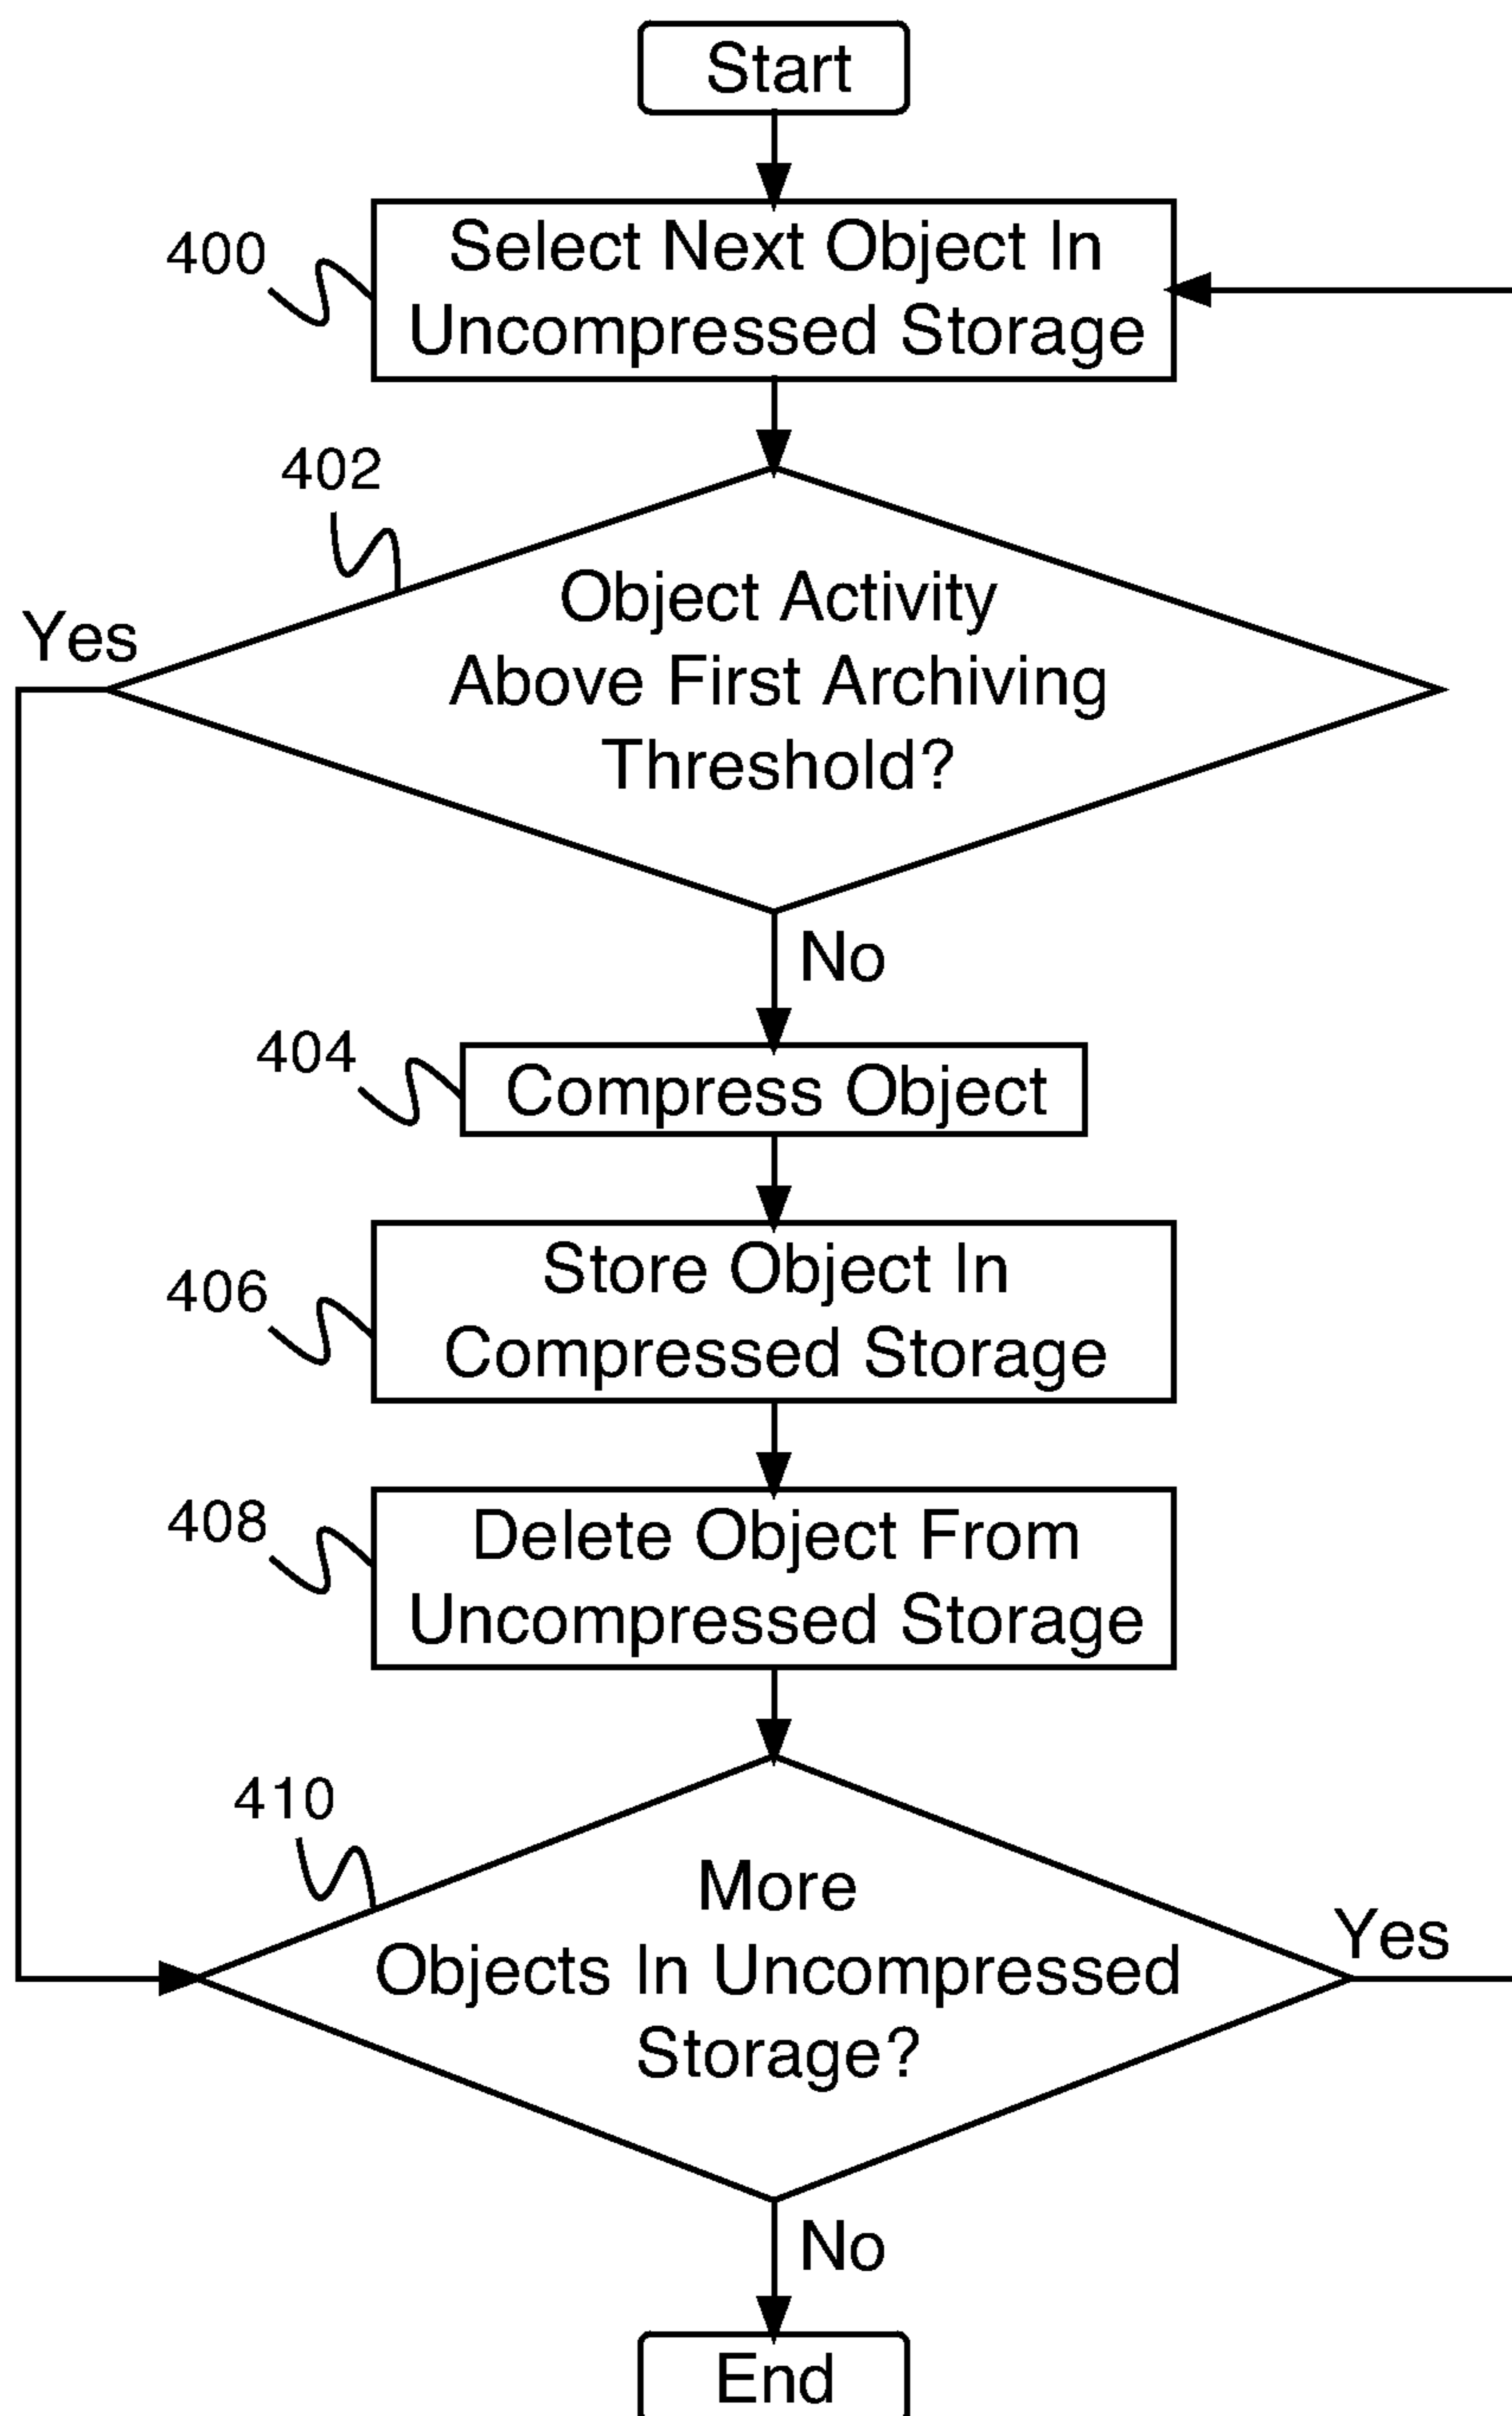 Start
400
Select Next Object In
Uncompressed Storage
402
Yes
Object Activity
Above First Archiving
Threshold?
No
404
Compress Object
406
Store Object In
Compressed Storage
408
Delete Object From
Uncompressed Storage
410
More
Objects In Uncompressed
Storage?
Yes
No
End